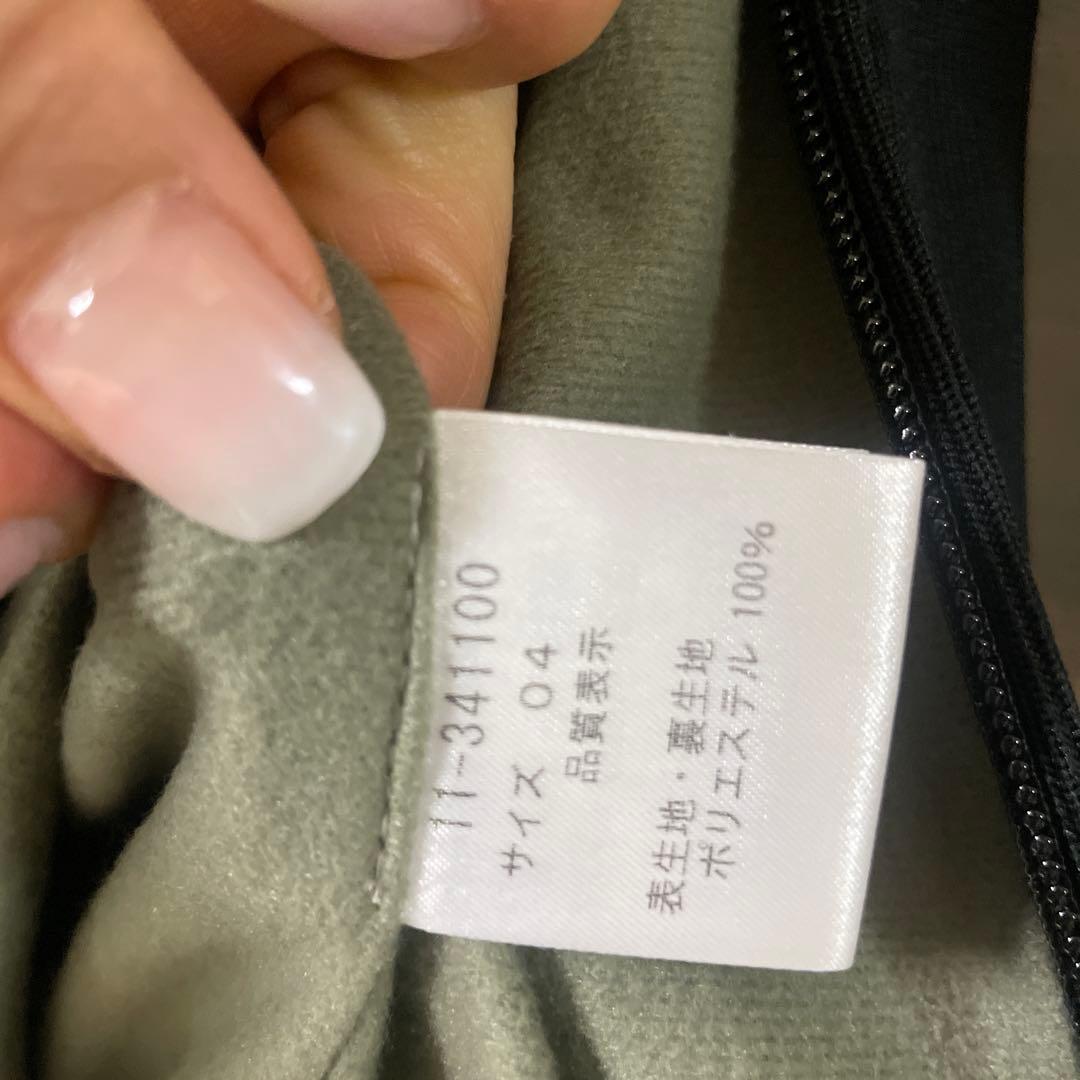 11-341100
サイズ 04
品質表示
表生地・裏生地
ポリエステル 100%